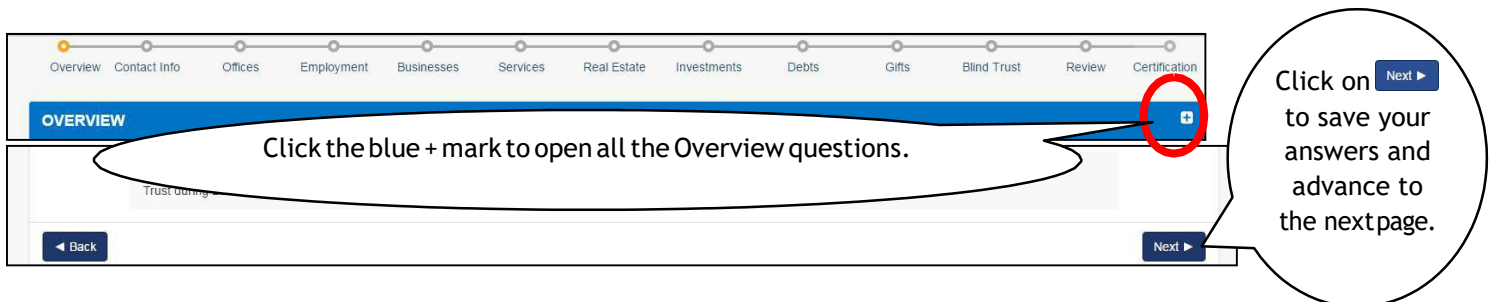 Overview Contact Info Offices Employment Businesses Services Real Estate Investments Debts Gifts Blind Trust Review Certification
OVERVIEW
Click the blue + mark to open all the Overview questions.
Trust during
◄ Back
Next ►
Click on Next ►
to save your
answers and
advance to
the nextpage.